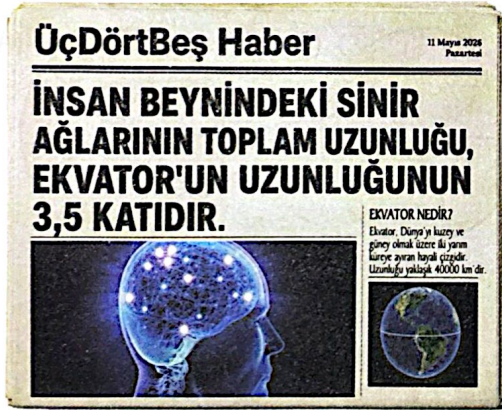 ÜçDörtBeş Haber
11 Mayıs 2026
Pazartesi
İNSAN BEYNİNDEKİ SİNİR
AĞLARININ TOPLAM UZUNLUĞU,
EKVATOR'UN UZUNLUĞUNUN
3,5 KATIDIR.
EKVATOR NEDİR?
Ekvator, Dünya'yı kuzey ve
güney olmak üzere iki yarım
küreye ayıran hayali çizgidir.
Uzunluğu yaklaşık 40000 km'dir.